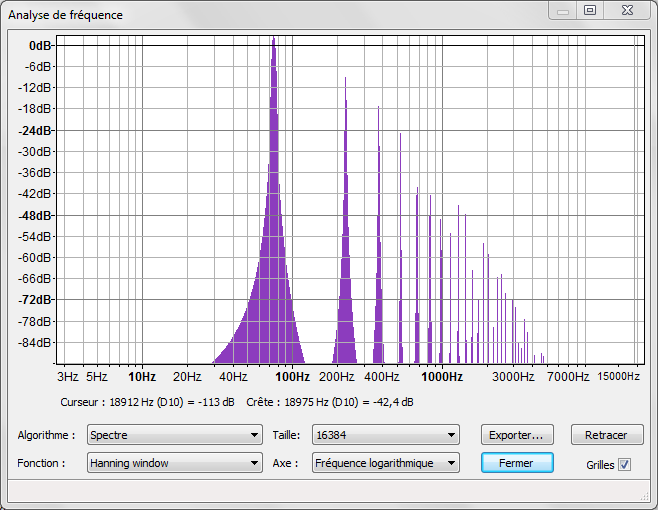 Analyse de fréquence
0dB
-6dB
-12dB
-18dB
-24dB
-30dB
-36dB
-42dB
-48dB
-54dB
-60dB
-66dB
-72dB
-78dB
-84dB
3Hz 5Hz 10Hz 20Hz 40Hz 100Hz 200Hz 400Hz 1000Hz 3000Hz 7000Hz 15000Hz
Curseur : 18912 Hz (D10) = -113 dB Crête : 18975 Hz (D10) = -42,4 dB
Algorithme : Spectre Taille: 16384 Exporter... Retracer
Fonction : Hanning window Axe : Fréquence logarithmique Fermer Grilles